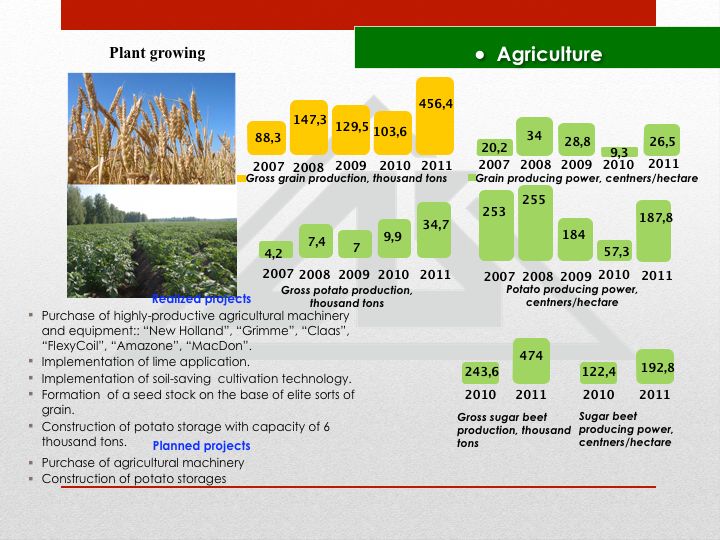 Plant growing
• Agriculture
88,3
147,3
129,5
103,6
456,4
2007 2008 2009 2010 2011
Gross grain production, thousand tons
20,2
34
28,8
9,3
26,5
2007 2008 2009 2010 2011
Grain producing power, centners/hectare
4,2
7,4
7
9,9
34,7
2007 2008 2009 2010 2011
Gross potato production,
thousand tons
253
255
184
57,3
187,8
2007 2008 2009 2010 2011
Potato producing power,
centners/hectare
Realized projects
▪ Purchase of highly-productive agricultural machinery
and equipment:: “New Holland”, “Grimme”, “Claas”,
“FlexyCoil”, “Amazone”, “MacDon”.
▪ Implementation of lime application.
▪ Implementation of soil-saving cultivation technology.
▪ Formation of a seed stock on the base of elite sorts of
grain.
▪ Construction of potato storage with capacity of 6
thousand tons.
Planned projects
▪ Purchase of agricultural machinery
▪ Construction of potato storages
243,6
474
2010 2011
Gross sugar beet
production, thousand
tons
122,4
192,8
2010 2011
Sugar beet
producing power,
centners/hectare